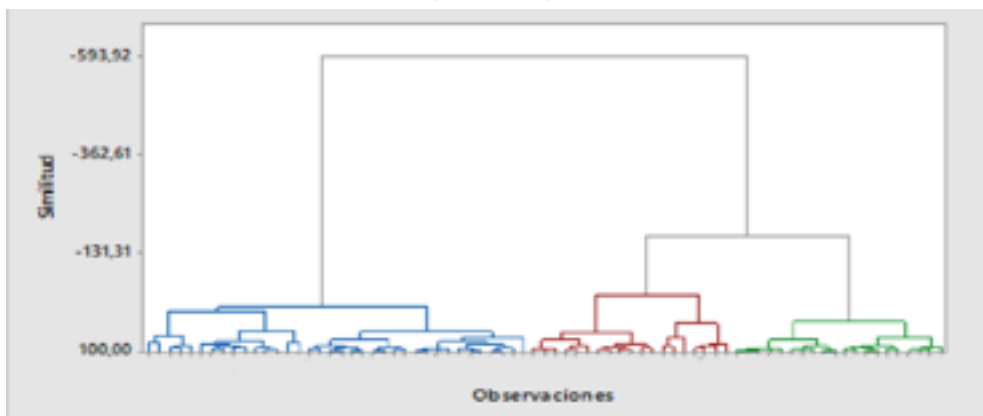 -593,92
-362,61
Similitud
-131,31
100,00
Observaciones